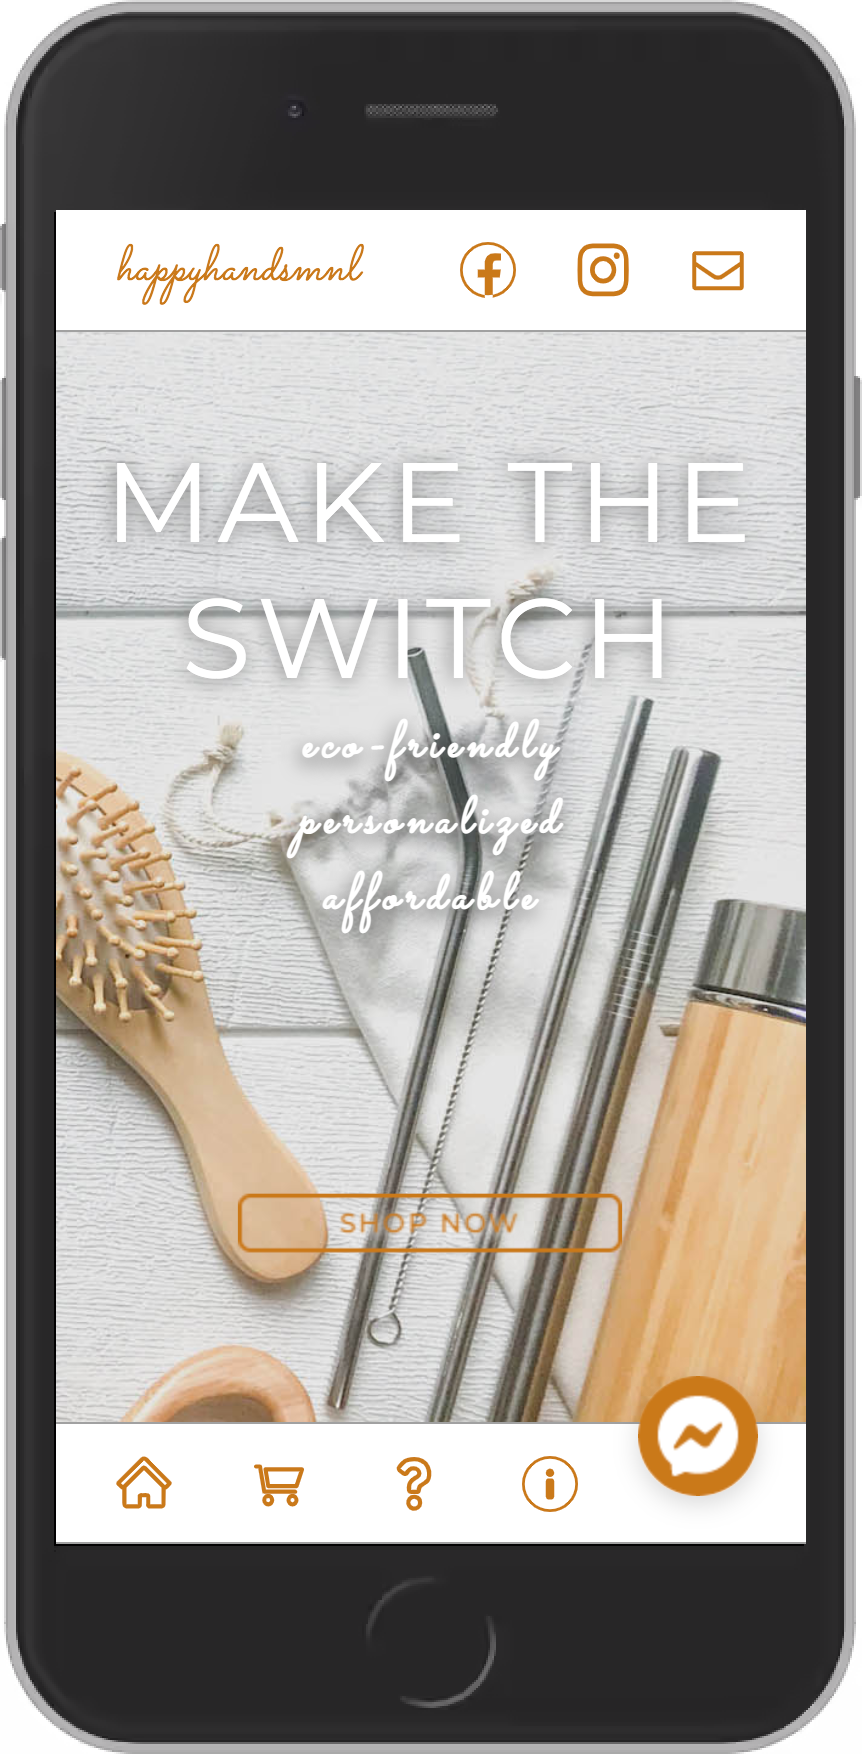 happyhandsmnl
MAKE THE
SWITCH
eco-friendly
personalized
affordable
SHOP NOW